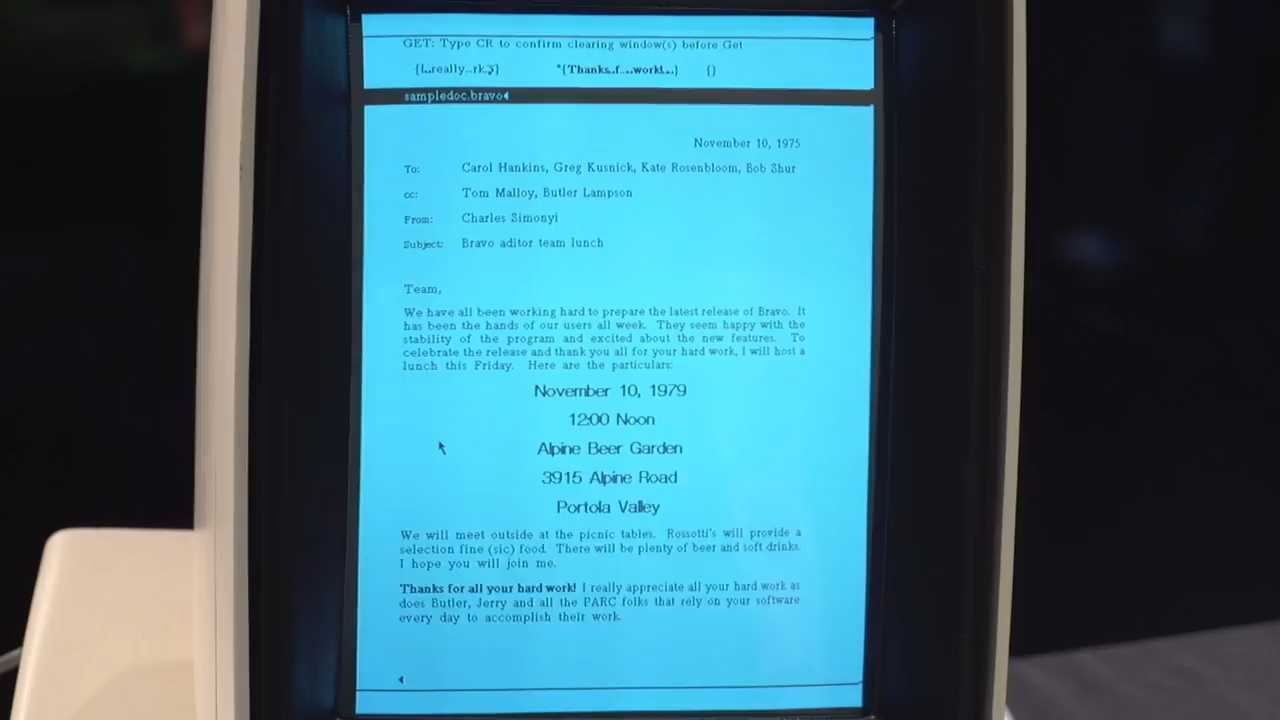 GET: Type CR to confirm clearing window(s) before Get
*{Thanks..f....work!...} {}
sampledoc.bravo
November 10, 1975
To: Carol Hankins, Greg Kusnick, Kate Rosenbloom, Bob Shur
cc: Tom Malloy, Butler Lampson
From: Charles Simonyi
Subject: Bravo aditor team lunch
Team,
We have all been working hard to prepare the latest release of Bravo. It
has been the hands of our users all week. They seem happy with the
stability of the program and excited about the new features. To
celebrate the release and thank you all for your hard work, I will host a
lunch this Friday. Here are the particulars:
November 10, 1979
12:00 Noon
Alpine Beer Garden
3915 Alpine Road
Portola Valley
We will meet outside at the picnic tables. Rossotti's will provide a
selection fine (sic) food. There will be plenty of beer and soft drinks.
I hope you will join me.
Thanks for all your hard work! I really appreciate all your hard work as
does Butler, Jerry and all the PARC folks that rely on your software
every day to accomplish their work.